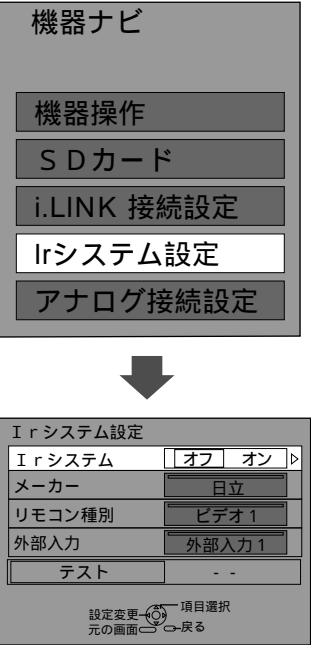 機器ナビ
機器操作
ＳＤカード
i.LINK 接続設定
Irシステム設定
アナログ接続設定
Ｉｒシステム設定
Ｉｒシステム オフ オン
メーカー 日立
リモコン種別 ビデオ１
外部入力 外部入力１
テスト - -
設定変更 項目選択
元の画面 戻る